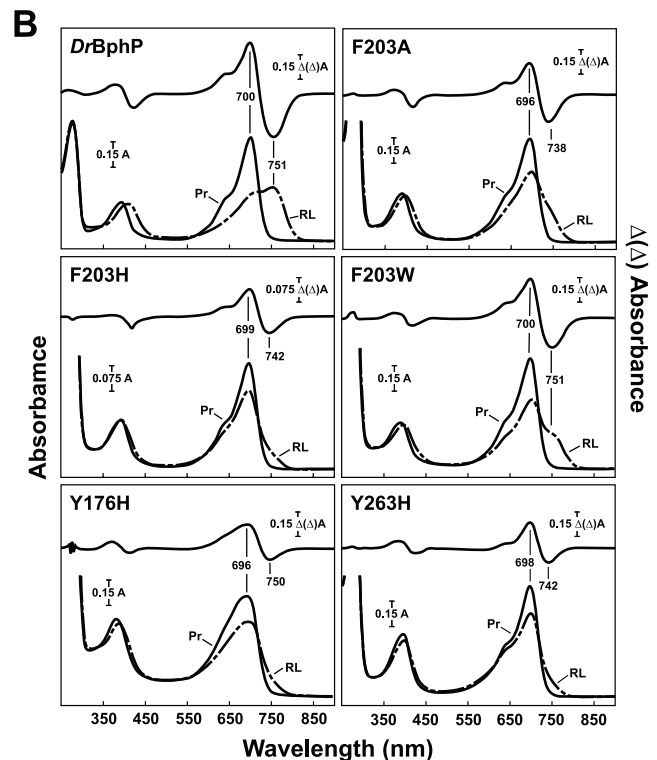 B
DrBphP
0.15 Δ(Δ)A
700
751
0.15 A
Pr
RL
F203A
0.15 Δ(Δ)A
696
738
0.15 A
Pr
RL
F203H
0.075 Δ(Δ)A
699
742
0.075 A
Pr
RL
F203W
0.15 Δ(Δ)A
700
751
0.15 A
Pr
RL
Y176H
0.15 Δ(Δ)A
696
750
0.15 A
Pr
RL
Y263H
0.15 Δ(Δ)A
698
742
0.15 A
Pr
RL
350 450 550 650 750 850 350 450 550 650 750 850
Wavelength (nm)
Absorbamce
Δ(Δ) Absorbance